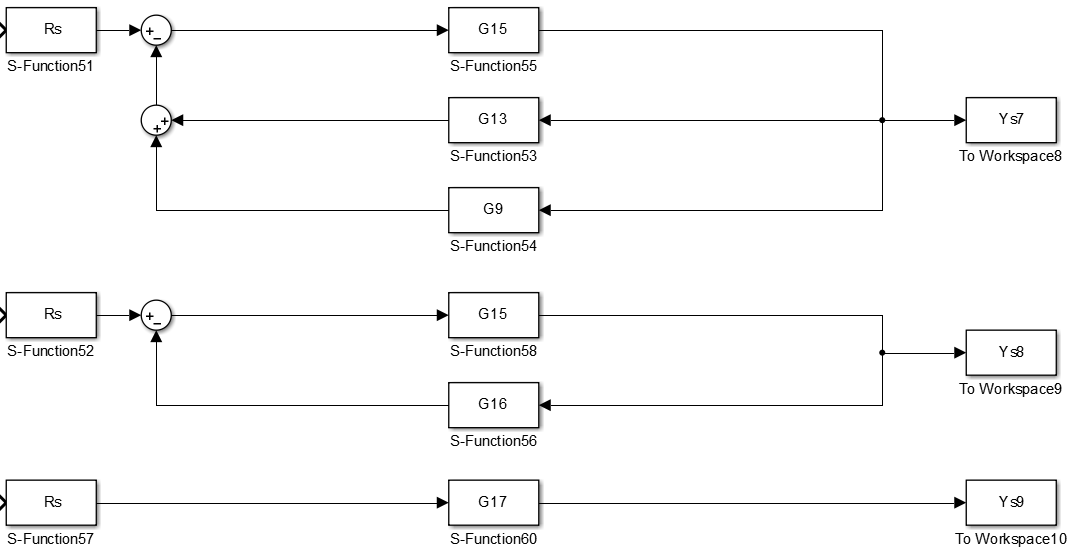 Rs
S-Function51
+
−
G15
S-Function55
+
+
G13
S-Function53
Ys7
To Workspace8
G9
S-Function54
Rs
S-Function52
+
−
G15
S-Function58
Ys8
To Workspace9
G16
S-Function56
Rs
S-Function57
G17
S-Function60
Ys9
To Workspace10